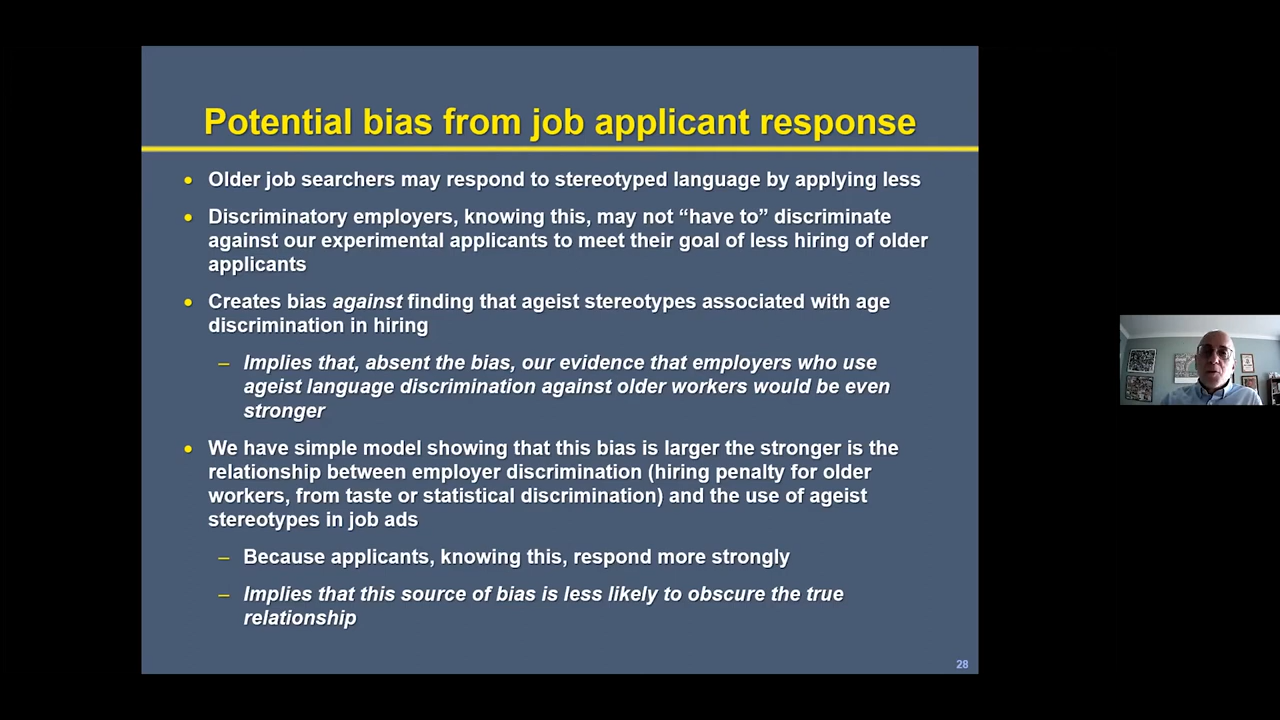 Potential bias from job applicant response
• Older job searchers may respond to stereotyped language by applying less
• Discriminatory employers, knowing this, may not “have to” discriminate
against our experimental applicants to meet their goal of less hiring of older
applicants
• Creates bias against finding that ageist stereotypes associated with age
discrimination in hiring
– Implies that, absent the bias, our evidence that employers who use
ageist language discrimination against older workers would be even
stronger
• We have simple model showing that this bias is larger the stronger is the
relationship between employer discrimination (hiring penalty for older
workers, from taste or statistical discrimination) and the use of ageist
stereotypes in job ads
– Because applicants, knowing this, respond more strongly
– Implies that this source of bias is less likely to obscure the true
relationship
28